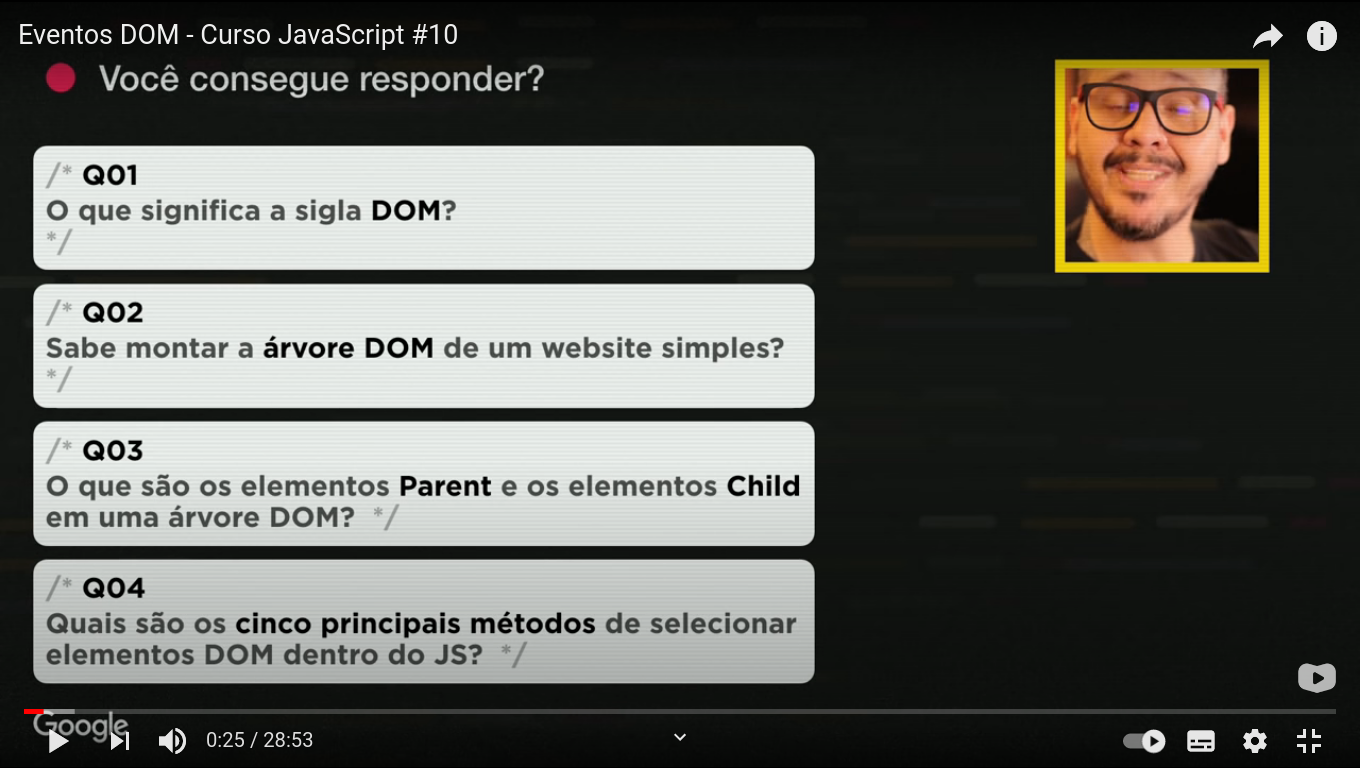 Eventos DOM - Curso JavaScript #10
Você consegue responder?
/* Q01
O que significa a sigla DOM?
*/
/* Q02
Sabe montar a árvore DOM de um website simples?
*/
/* Q03
O que são os elementos Parent e os elementos Child
em uma árvore DOM? */
/* Q04
Quais são os cinco principais métodos de selecionar
elementos DOM dentro do JS? */
Google
0:25 / 28:53